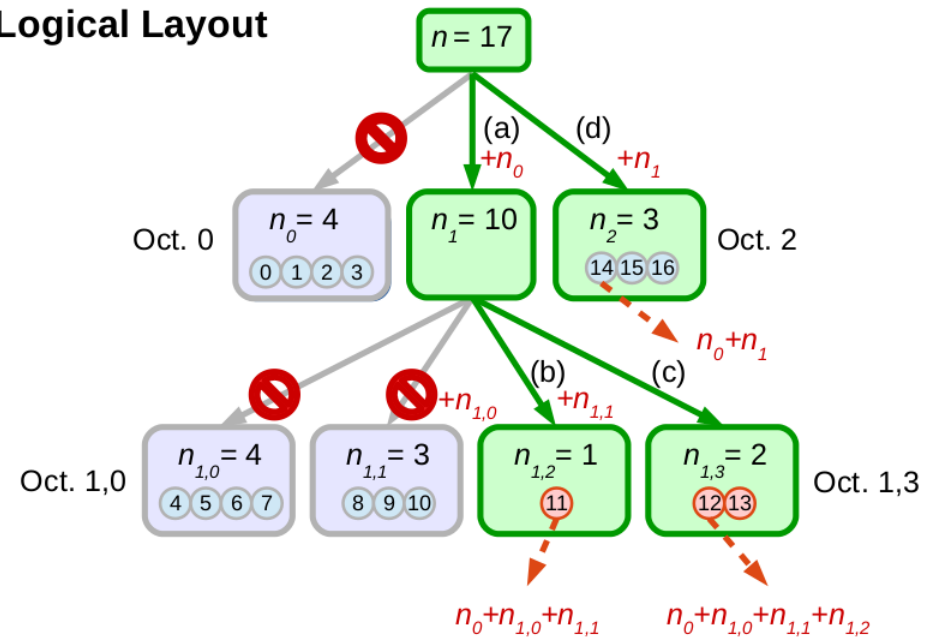 Logical Layout
n = 17
(a)
(d)
+n₀
+n₁
Oct. 0
n₀= 4
n₁= 10
n₂= 3
Oct. 2
0 1 2 3
14 15 16
n₀+n₁
(b)
(c)
+n₁,₀
+n₁,₁
Oct. 1,0
n₁,₀= 4
n₁,₁= 3
n₁,₂= 1
n₁,₃= 2
Oct. 1,3
4 5 6 7
8 9 10
11
12 13
n₀+n₁,₀+n₁,₁
n₀+n₁,₀+n₁,₁+n₁,₂